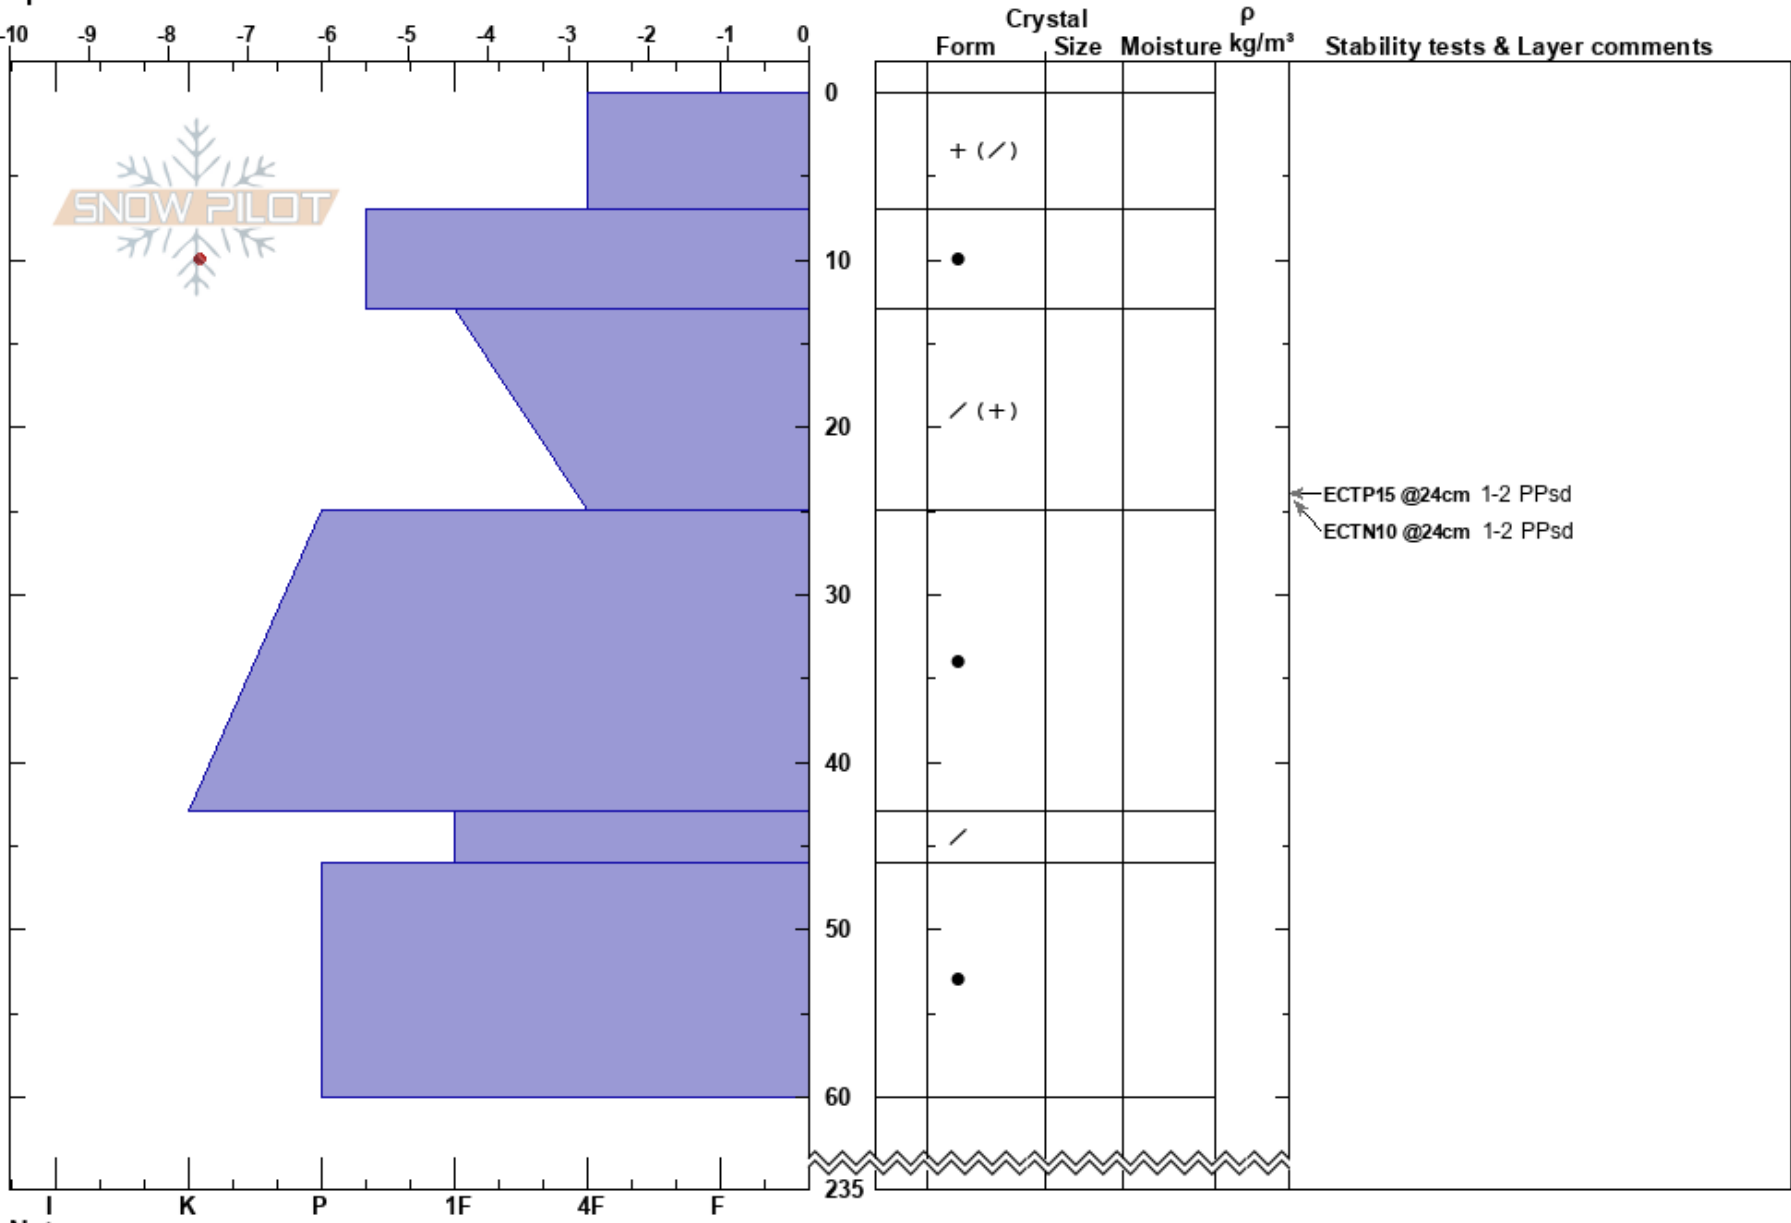 Crystal ρ
-10 -9 -8 -7 -6 -5 -4 -3 -2 -1 0
Form Size Moisture kg/m³ Stability tests & Layer comments
0
+ (/)
SNOW PILOT
10 ●
/ (+)
20
ECTP15 @24cm 1-2 PPsd
ECTN10 @24cm 1-2 PPsd
30
●
40
/
50
●
60
235
I K P 1F 4F F